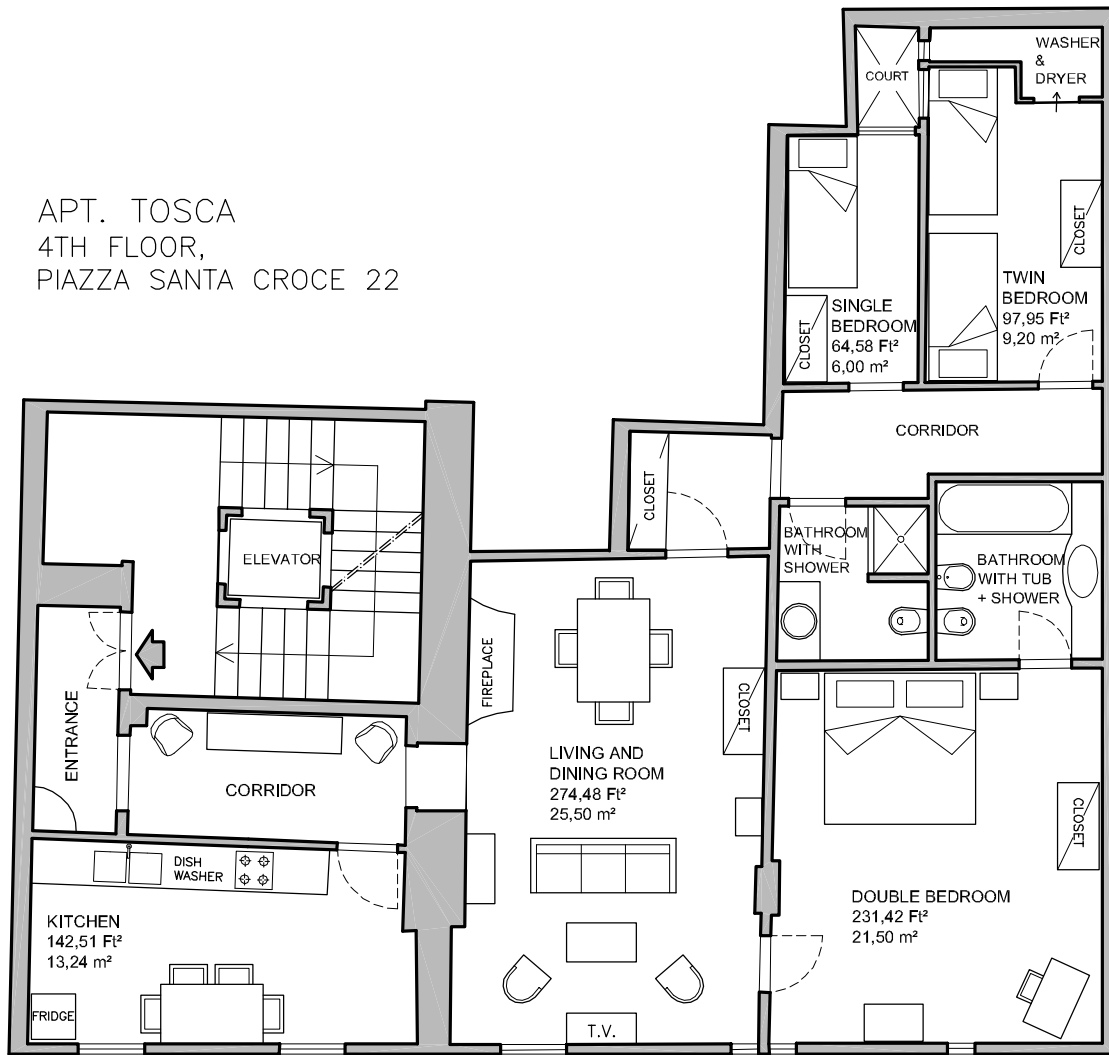 APT. TOSCA
4TH FLOOR,
PIAZZA SANTA CROCE 22
COURT
WASHER
&
DRYER
CLOSET
TWIN
BEDROOM
97,95 Ft²
9,20 m²
SINGLE
BEDROOM
64,58 Ft²
6,00 m²
CLOSET
CORRIDOR
CLOSET
BATHROOM
WITH
SHOWER
BATHROOM
WITH TUB
+ SHOWER
ELEVATOR
ENTRANCE
FIREPLACE
CLOSET
CORRIDOR
LIVING AND
DINING ROOM
274,48 Ft²
25,50 m²
CLOSET
DISH
WASHER
KITCHEN
142,51 Ft²
13,24 m²
DOUBLE BEDROOM
231,42 Ft²
21,50 m²
FRIDGE
T.V.